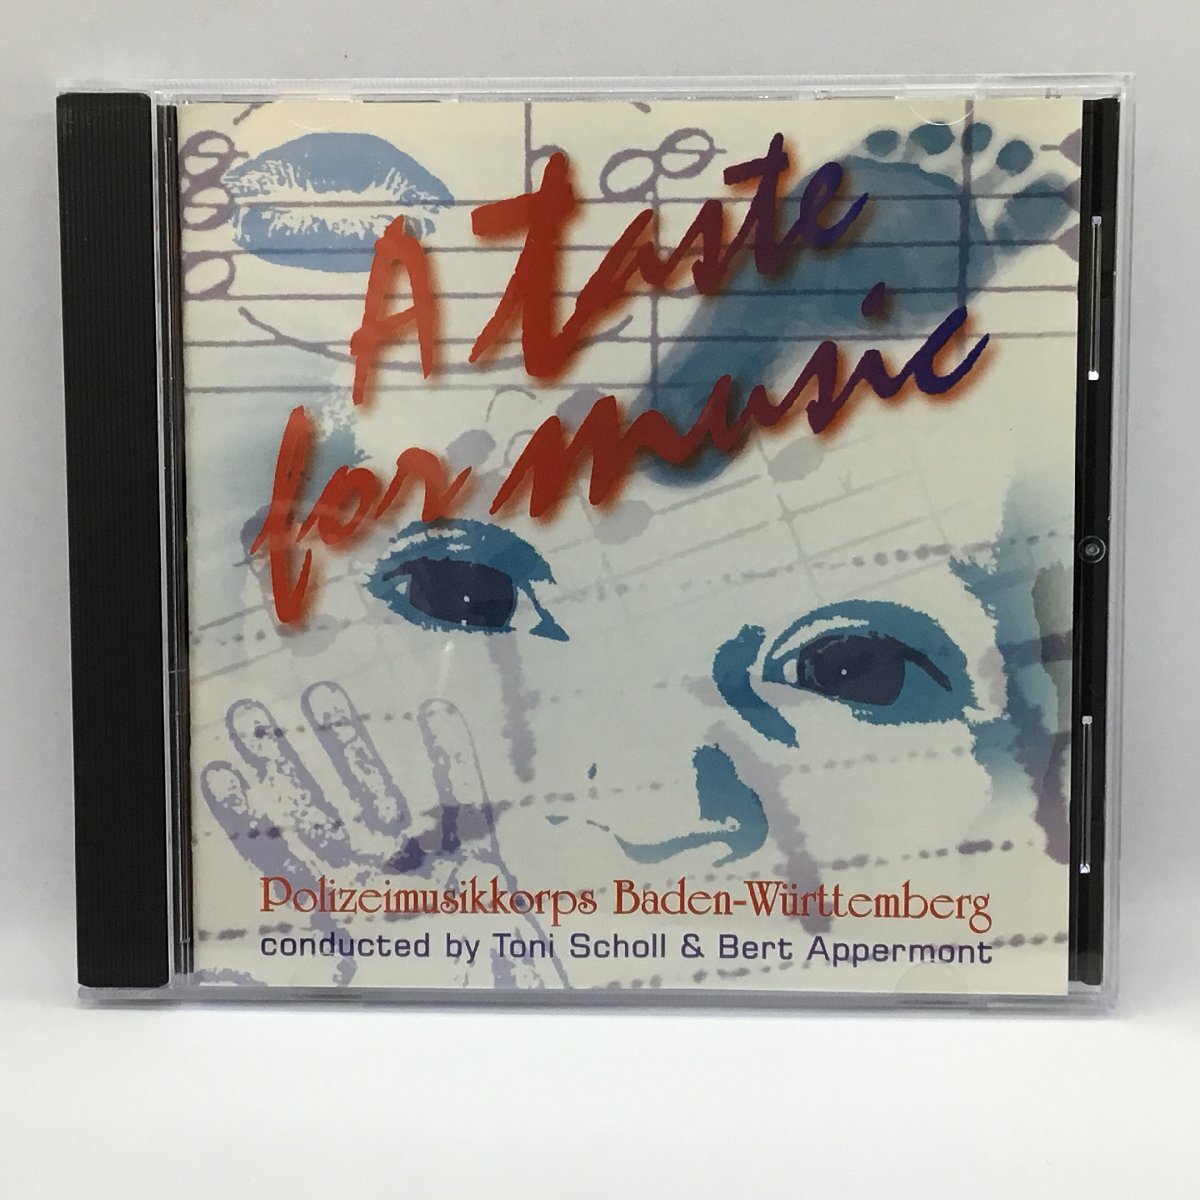 A taste
for music
Polizeimusikkorps Baden-Württemberg
conducted by Toni Scholl & Bert Appermont